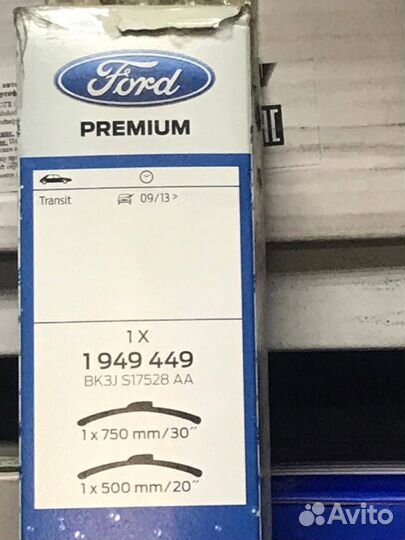 Ford
PREMIUM
Transit 09/13 >
1 X
1 949 449
BK3J S17528 AA
1 x 750 mm/30″
1 x 500 mm/20″
Avito